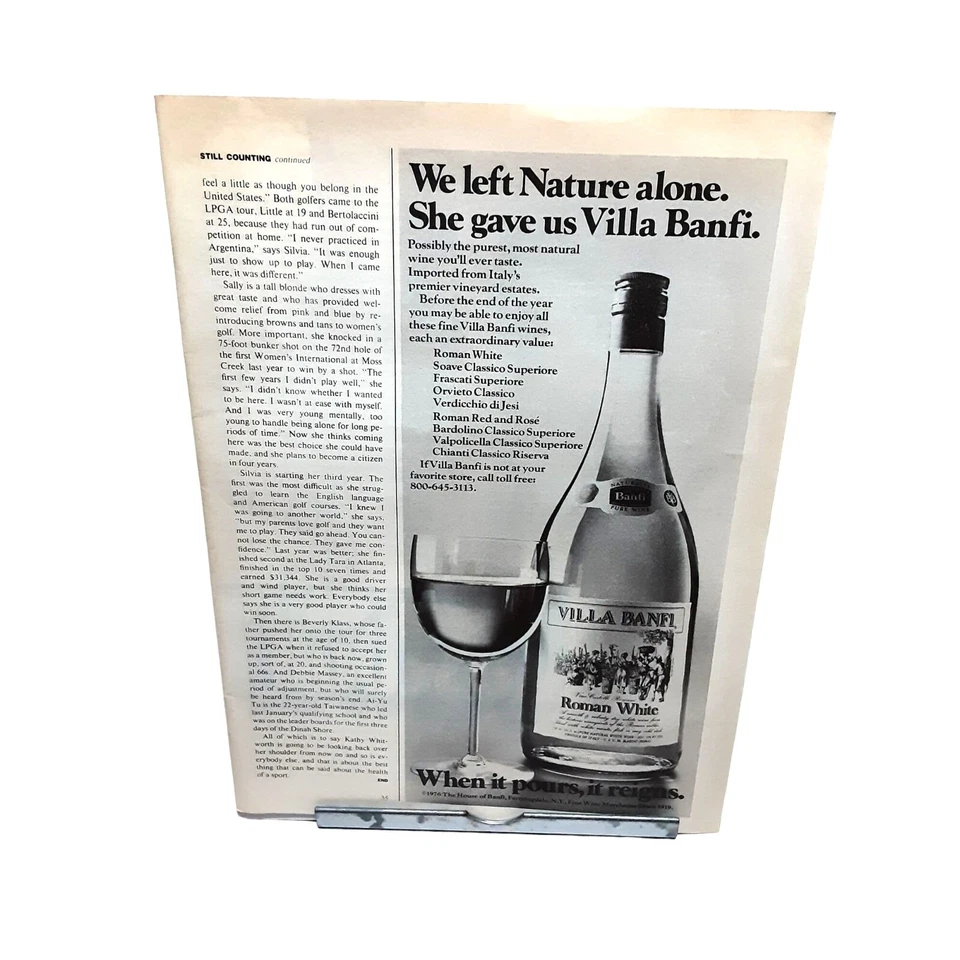 STILL COUNTING continued
feel a little as though you belong in the
United States." Both golfers came to the
LPGA tour, Little at 19 and Bertolaccini
at 25, because they had run out of com-
petition at home. "I never practiced in
Argentina," says Silvia. "It was enough
just to show up to play. When I came
here, it was different."
Sally is a tall blonde who dresses with
great taste and who has provided wel-
come relief from pink and blue by re-
introducing browns and tans to women's
golf. More important, she knocked in a
75-foot bunker shot on the 72nd hole of
the first Women's International at Moss
Creek last year to win by a shot. "The
first few years I didn't play well," she
says. "I didn't know whether I wanted
to be here. I wasn't at ease with myself.
And I was very young mentally, too
young to handle being alone for long pe-
riods of time." Now she thinks coming
here was the best choice she could have
made, and she plans to become a citizen
in four years.
Silvia is starting her third year. The
first was the most difficult as she strug-
gled to learn the English language
and American golf courses. "I knew I
was going to another world," she says,
"but my parents love golf and they want
me to play. They said go ahead. You can-
not lose the chance. They gave me con-
fidence." Last year was better; she fin-
ished second at the Lady Tara in Atlanta,
finished in the top 10 seven times and
earned $31,344. She is a good driver
and wind player, but she thinks her
short game needs work. Everybody else
says she is a very good player who could
win soon.
Then there is Beverly Klass, whose fa-
ther pushed her onto the tour for three
tournaments at the age of 10, then sued
the LPGA when it refused to accept her
as a member, but who is back now, grown
up, sort of, at 20, and shooting occasion-
al 66s. And Debbie Massey, an excellent
amateur who is beginning the usual pe-
riod of adjustment, but who will surely
be heard from by season's end. Ai-Yu
Tu is the 22-year-old Taiwanese who led
last January's qualifying school and who
was on the leader boards for the first three
days of the Dinah Shore.
All of which is to say Kathy Whit-
worth is going to be looking back over
her shoulder from now on and so is ev-
erybody else, and that is about the best
thing that can be said about the health
of a sport.
END
We left Nature alone.
She gave us Villa Banfi.
Possibly the purest, most natural
wine you'll ever taste.
Imported from Italy's
premier vineyard estates.
Before the end of the year
you may be able to enjoy all
these fine Villa Banfi wines,
each an extraordinary value:
Roman White
Soave Classico Superiore
Frascati Superiore
Orvieto Classico
Verdicchio di Jesi
Roman Red and Rosé
Bardolino Classico Superiore
Valpolicella Classico Superiore
Chianti Classico Riserva
If Villa Banfi is not at your
favorite store, call toll free:
800-645-3113.
Banfi
PURE WINE
VILLA BANFI
Roman White
When it pours, it reigns.
©1976 The House of Banfi, Farmingdale, N.Y., Fine Wine Merchants Since 1919.